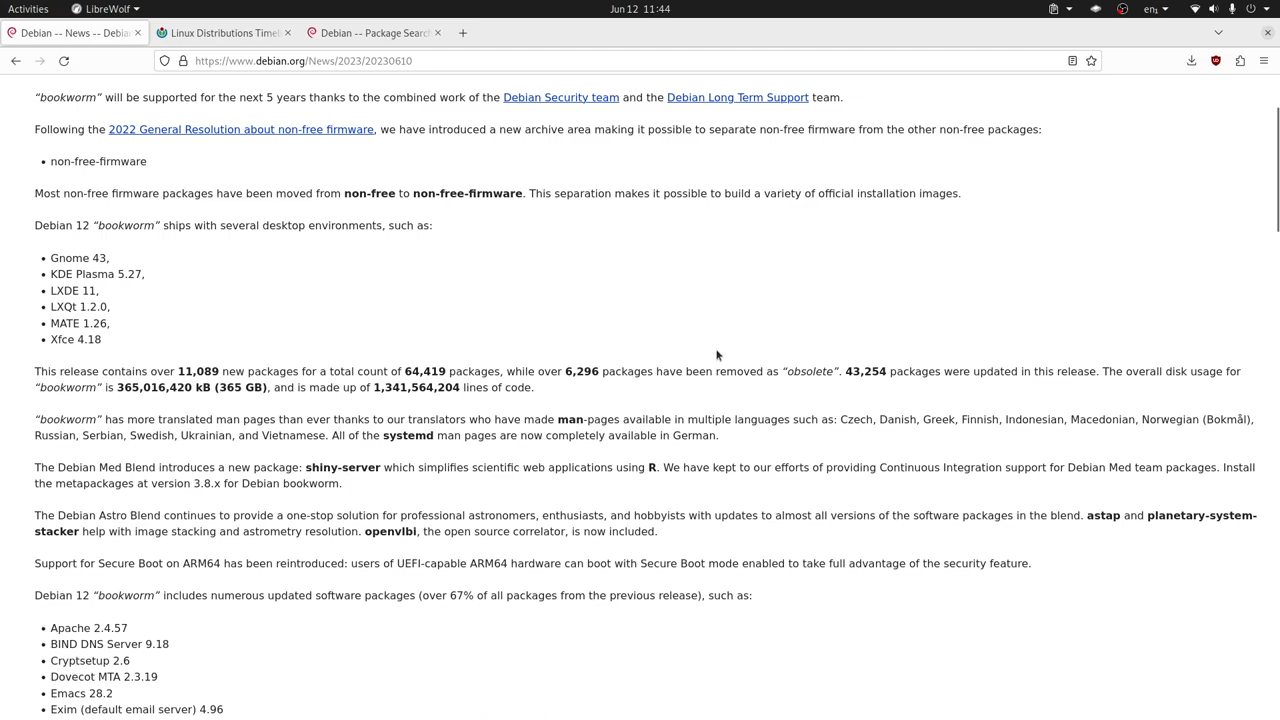 Activities
LibreWolf
Jun 12 11:44
en₁
Debian -- News -- Debia
Linux Distributions Timel
Debian -- Package Searc
https://www.debian.org/News/2023/20230610
“bookworm” will be supported for the next 5 years thanks to the combined work of the Debian Security team and the Debian Long Term Support team.
Following the 2022 General Resolution about non-free firmware, we have introduced a new archive area making it possible to separate non-free firmware from the other non-free packages:
• non-free-firmware
Most non-free firmware packages have been moved from non-free to non-free-firmware. This separation makes it possible to build a variety of official installation images.
Debian 12 “bookworm” ships with several desktop environments, such as:
• Gnome 43,
• KDE Plasma 5.27,
• LXDE 11,
• LXQt 1.2.0,
• MATE 1.26,
• Xfce 4.18
This release contains over 11,089 new packages for a total count of 64,419 packages, while over 6,296 packages have been removed as “obsolete”. 43,254 packages were updated in this release. The overall disk usage for
“bookworm” is 365,016,420 kB (365 GB), and is made up of 1,341,564,204 lines of code.
“bookworm” has more translated man pages than ever thanks to our translators who have made man-pages available in multiple languages such as: Czech, Danish, Greek, Finnish, Indonesian, Macedonian, Norwegian (Bokmål),
Russian, Serbian, Swedish, Ukrainian, and Vietnamese. All of the systemd man pages are now completely available in German.
The Debian Med Blend introduces a new package: shiny-server which simplifies scientific web applications using R. We have kept to our efforts of providing Continuous Integration support for Debian Med team packages. Install
the metapackages at version 3.8.x for Debian bookworm.
The Debian Astro Blend continues to provide a one-stop solution for professional astronomers, enthusiasts, and hobbyists with updates to almost all versions of the software packages in the blend. astap and planetary-system-
stacker help with image stacking and astrometry resolution. openvlbi, the open source correlator, is now included.
Support for Secure Boot on ARM64 has been reintroduced: users of UEFI-capable ARM64 hardware can boot with Secure Boot mode enabled to take full advantage of the security feature.
Debian 12 “bookworm” includes numerous updated software packages (over 67% of all packages from the previous release), such as:
• Apache 2.4.57
• BIND DNS Server 9.18
• Cryptsetup 2.6
• Dovecot MTA 2.3.19
• Emacs 28.2
• Exim (default email server) 4.96